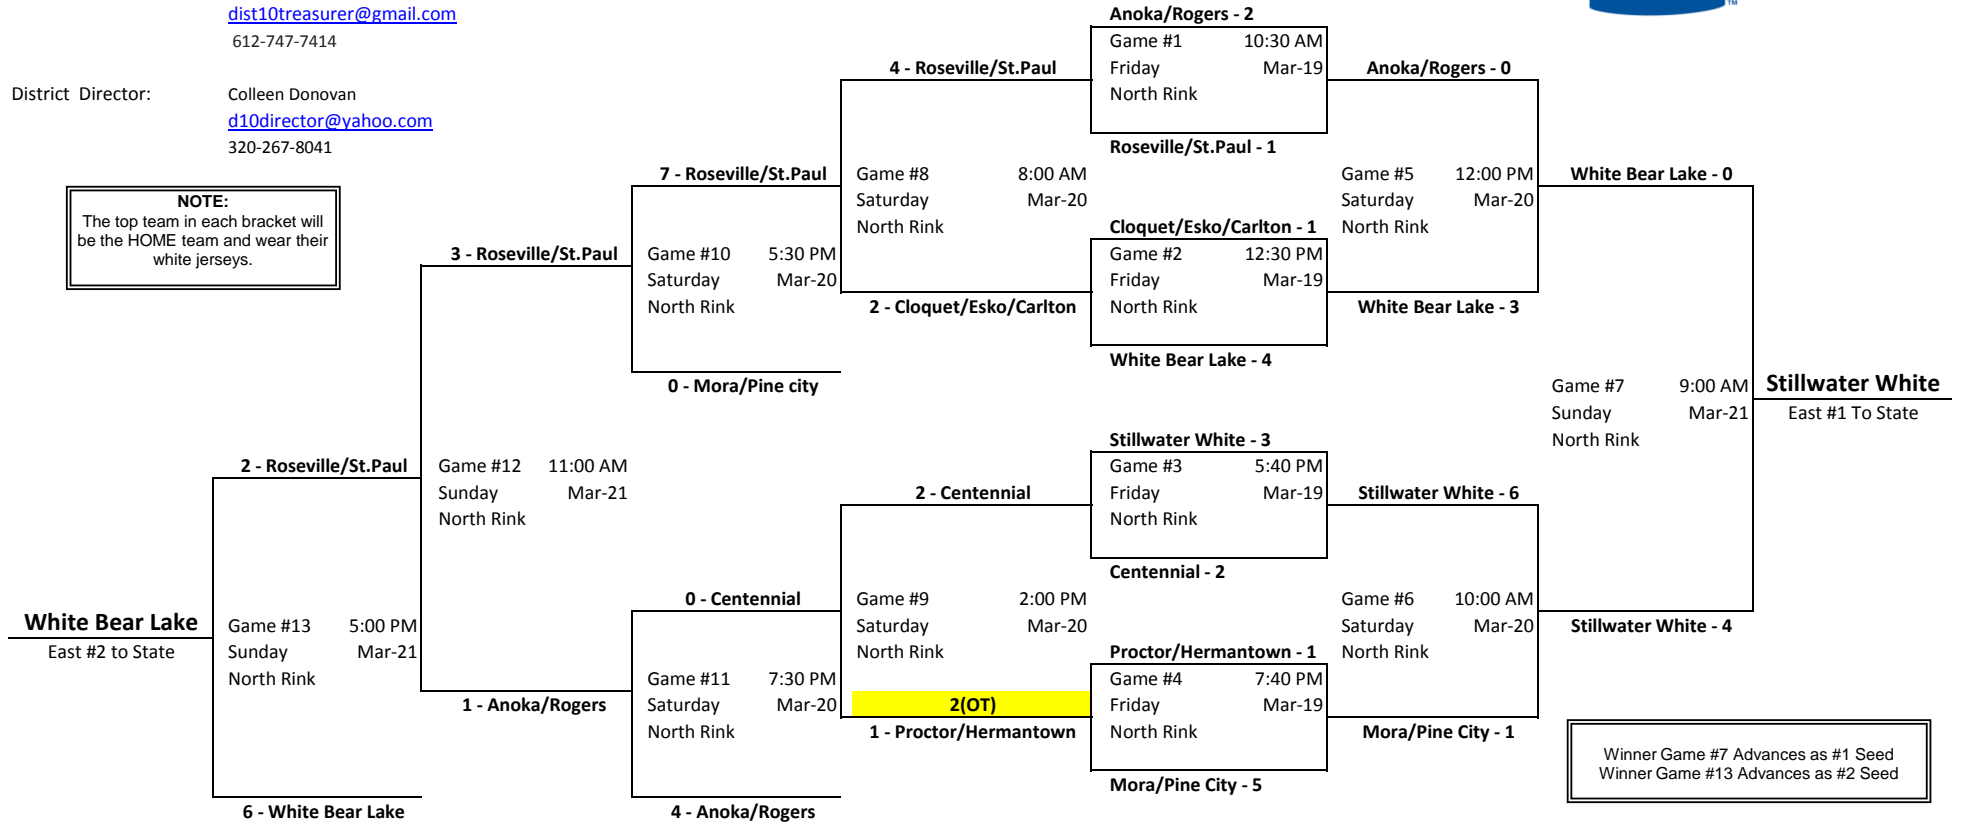 dist10treasurer@gmail.com
612-747-7414
District Director: Colleen Donovan
d10director@yahoo.com
320-267-8041
NOTE:
The top team in each bracket will
be the HOME team and wear their
white jerseys.
Anoka/Rogers - 2
Game #1 10:30 AM
Friday Mar-19
North Rink
Roseville/St.Paul - 1
4 - Roseville/St.Paul
Anoka/Rogers - 0
7 - Roseville/St.Paul
Game #8 8:00 AM
Saturday Mar-20
North Rink
Game #5 12:00 PM
Saturday Mar-20
North Rink
White Bear Lake - 0
Cloquet/Esko/Carlton - 1
Game #2 12:30 PM
Friday Mar-19
North Rink
White Bear Lake - 4
3 - Roseville/St.Paul
Game #10 5:30 PM
Saturday Mar-20
North Rink
2 - Cloquet/Esko/Carlton
White Bear Lake - 3
0 - Mora/Pine city
Game #7 9:00 AM
Sunday Mar-21
North Rink
Stillwater White
East #1 To State
2 - Roseville/St.Paul
Game #12 11:00 AM
Sunday Mar-21
North Rink
Stillwater White - 3
Game #3 5:40 PM
Friday Mar-19
North Rink
Centennial - 2
2 - Centennial
Stillwater White - 6
0 - Centennial
Game #9 2:00 PM
Saturday Mar-20
North Rink
Game #6 10:00 AM
Saturday Mar-20
North Rink
Stillwater White - 4
White Bear Lake
East #2 to State
Game #13 5:00 PM
Sunday Mar-21
North Rink
Proctor/Hermantown - 1
Game #4 7:40 PM
Friday Mar-19
North Rink
Mora/Pine City - 5
1 - Anoka/Rogers
Game #11 7:30 PM
Saturday Mar-20
North Rink
2(OT)
1 - Proctor/Hermantown
Mora/Pine City - 1
6 - White Bear Lake
4 - Anoka/Rogers
Winner Game #7 Advances as #1 Seed
Winner Game #13 Advances as #2 Seed
TM